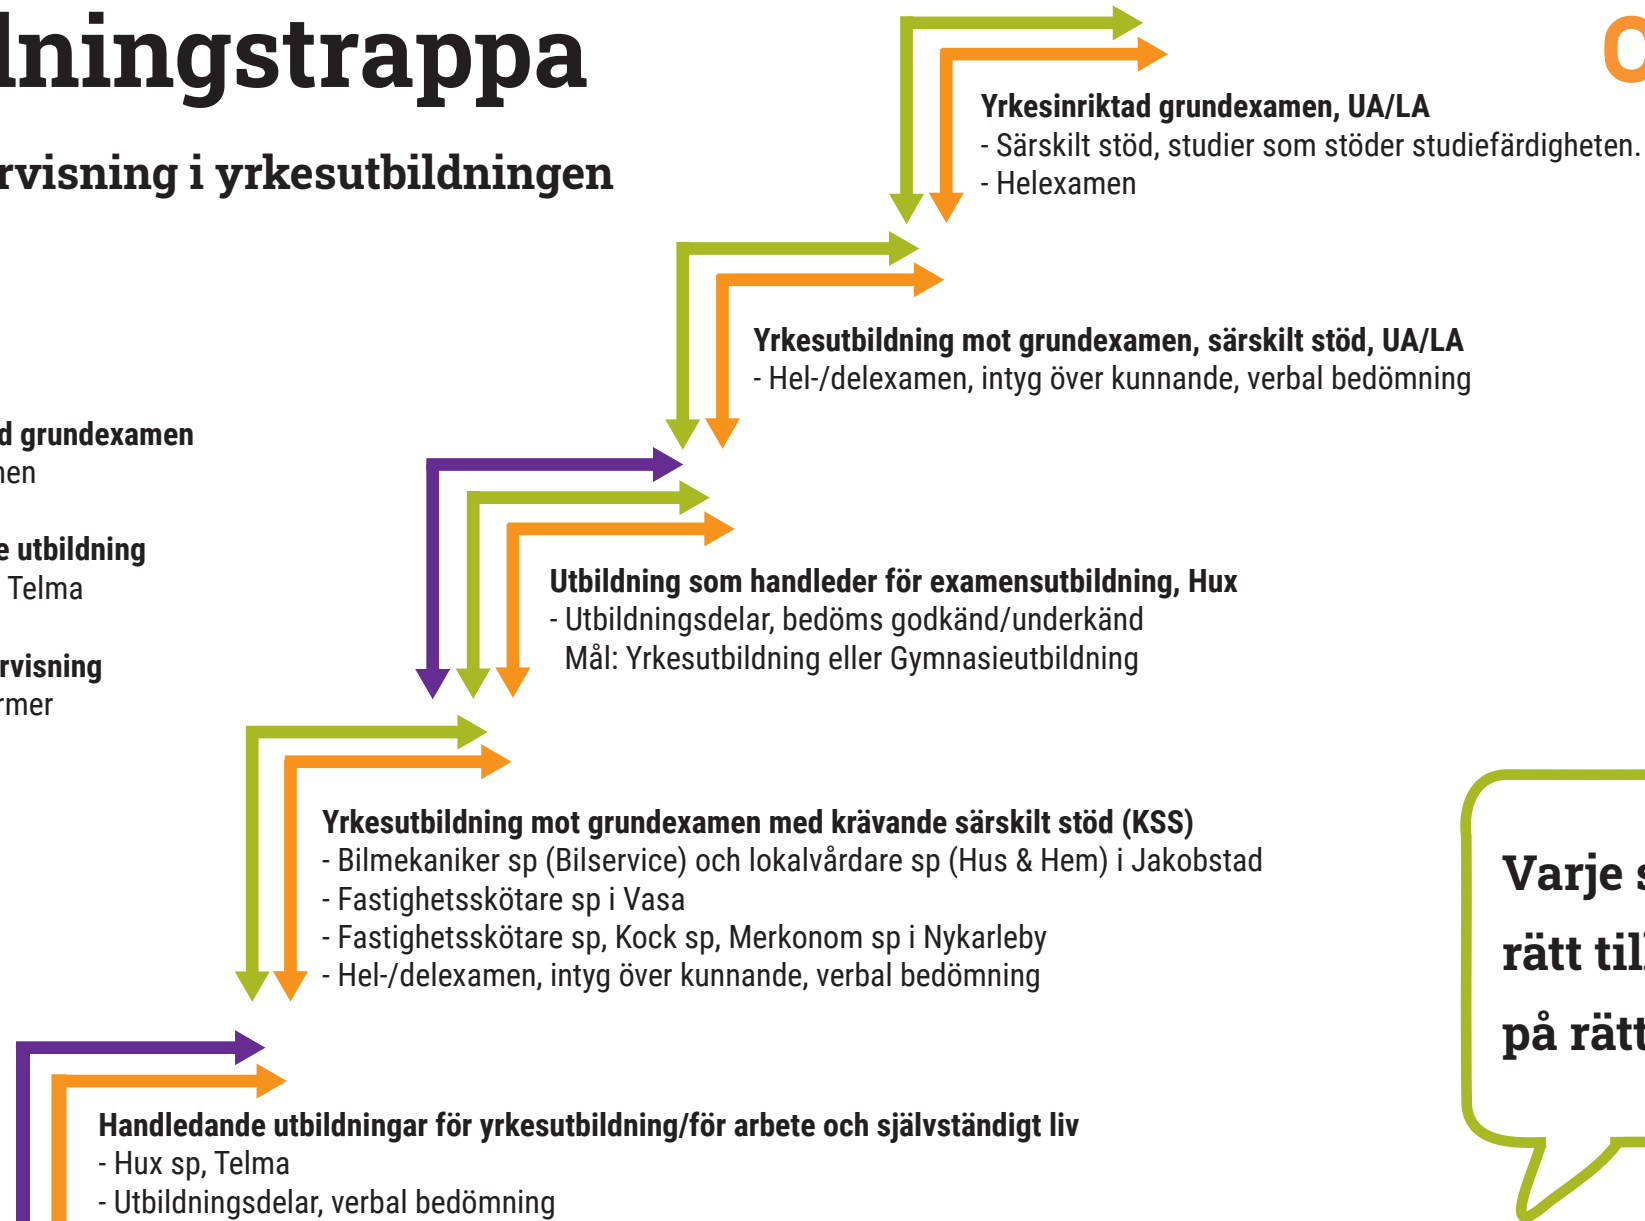 lningstrappa
rvisning i yrkesutbildningen
Yrkesinriktad grundexamen, UA/LA
- Särskilt stöd, studier som stöder studiefärdigheten.
- Helexamen
Yrkesutbildning mot grundexamen, särskilt stöd, UA/LA
- Hel-/delexamen, intyg över kunnande, verbal bedömning
d grundexamen
nen
e utbildning
Telma
rvisning
rmer
Utbildning som handleder för examensutbildning, Hux
- Utbildningsdelar, bedöms godkänd/underkänd
Mål: Yrkesutbildning eller Gymnasieutbildning
Yrkesutbildning mot grundexamen med krävande särskilt stöd (KSS)
- Bilmekaniker sp (Bilservice) och lokalvårdare sp (Hus & Hem) i Jakobstad
- Fastighetsskötare sp i Vasa
- Fastighetsskötare sp, Kock sp, Merkonom sp i Nykarleby
- Hel-/delexamen, intyg över kunnande, verbal bedömning
Varje s
rätt till
på rätt
Handledande utbildningar för yrkesutbildning/för arbete och självständigt liv
- Hux sp, Telma
- Utbildningsdelar, verbal bedömning